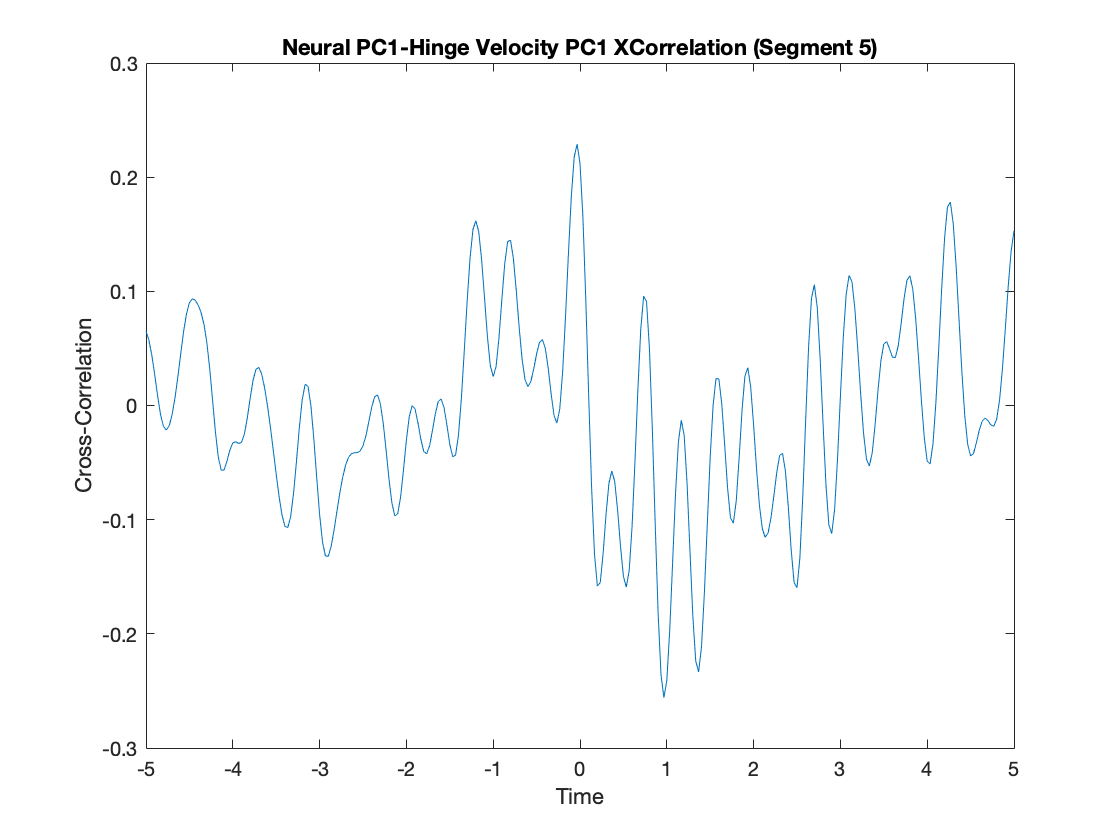 Neural PC1-Hinge Velocity PC1 XCorrelation (Segment 5)
0.3
0.2
0.1
0
-0.1
-0.2
-0.3
Cross-Correlation
-5 -4 -3 -2 -1 0 1 2 3 4 5
Time